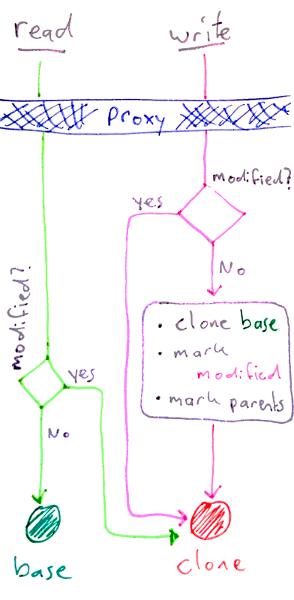 read
write
Proxy
modified?
yes
No
modified?
yes
No
• clone base
• mark
modified
• mark parents
base
clone